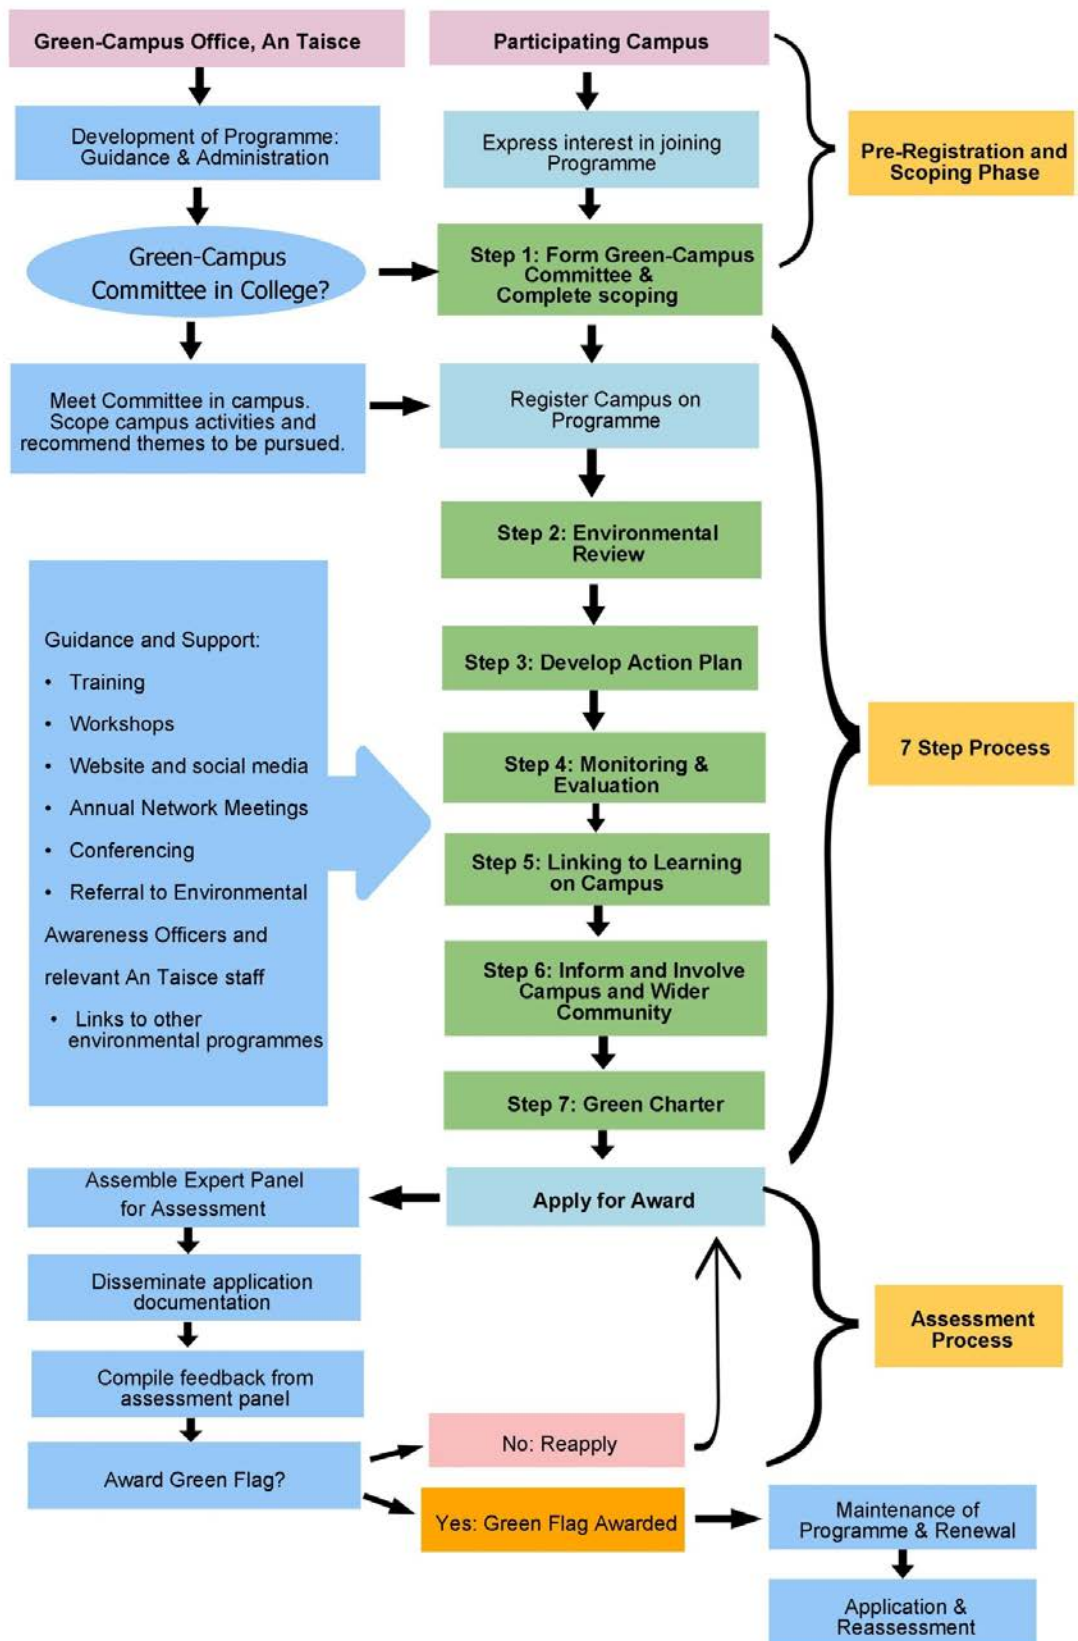 Green-Campus Office, An Taisce
Participating Campus
Development of Programme:
Guidance & Administration
Express interest in joining
Programme
Pre-Registration and
Scoping Phase
Green-Campus
Committee in College?
Step 1: Form Green-Campus
Committee &
Complete scoping
Meet Committee in campus.
Scope campus activities and
recommend themes to be pursued.
Register Campus on
Programme
Step 2: Environmental
Review
Guidance and Support:
• Training
• Workshops
• Website and social media
• Annual Network Meetings
• Conferencing
• Referral to Environmental
Awareness Officers and
relevant An Taisce staff
• Links to other
environmental programmes
Step 3: Develop Action Plan
Step 4: Monitoring &
Evaluation
7 Step Process
Step 5: Linking to Learning
on Campus
Step 6: Inform and Involve
Campus and Wider
Community
Step 7: Green Charter
Assemble Expert Panel
for Assessment
Apply for Award
Disseminate application
documentation
Assessment
Process
Compile feedback from
assessment panel
No: Reapply
Award Green Flag?
Yes: Green Flag Awarded
Maintenance of
Programme & Renewal
Application &
Reassessment